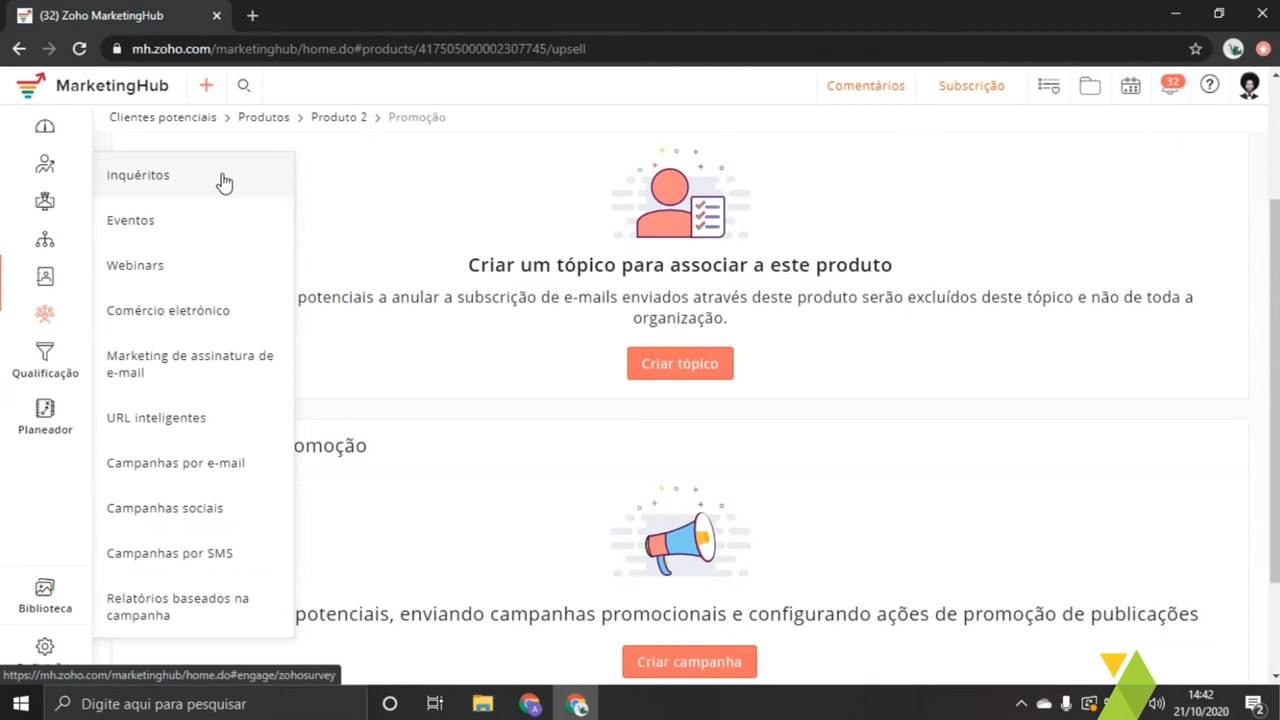 (32) Zoho MarketingHub
mh.zoho.com/marketinghub/home.do#products/417505000002307745/upsell
MarketingHub
Comentários
Subscrição
32
Clientes potenciais > Produtos > Produto 2 > Promoção
Inquéritos
Eventos
Webinars
Comércio eletrónico
Marketing de assinatura de
e-mail
URL inteligentes
Campanhas por e-mail
Campanhas sociais
Campanhas por SMS
Relatórios baseados na
campanha
Qualificação
Planeador
Biblioteca
Criar um tópico para associar a este produto
potenciais a anular a subscrição de e-mails enviados através deste produto serão excluídos deste tópico e não de toda a
organização.
Criar tópico
omoção
potenciais, enviando campanhas promocionais e configurando ações de promoção de publicações
Criar campanha
https://mh.zoho.com/marketinghub/home.do#engage/zohosurvey
Digite aqui para pesquisar
14:42
21/10/2020
2